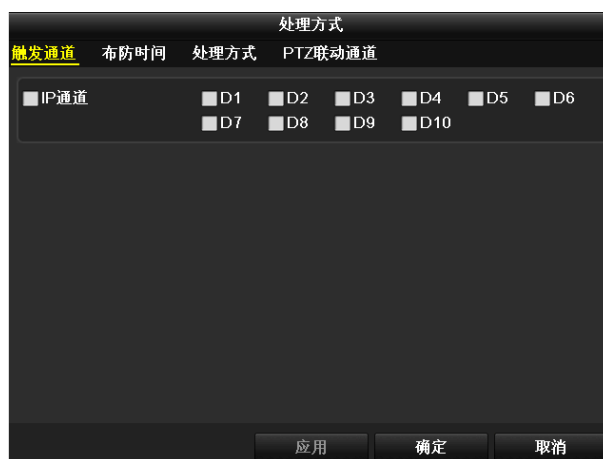 处理方式
触发通道 布防时间 处理方式 PTZ联动通道
IP通道 D1 D2 D3 D4 D5 D6
D7 D8 D9 D10
应用 确定 取消